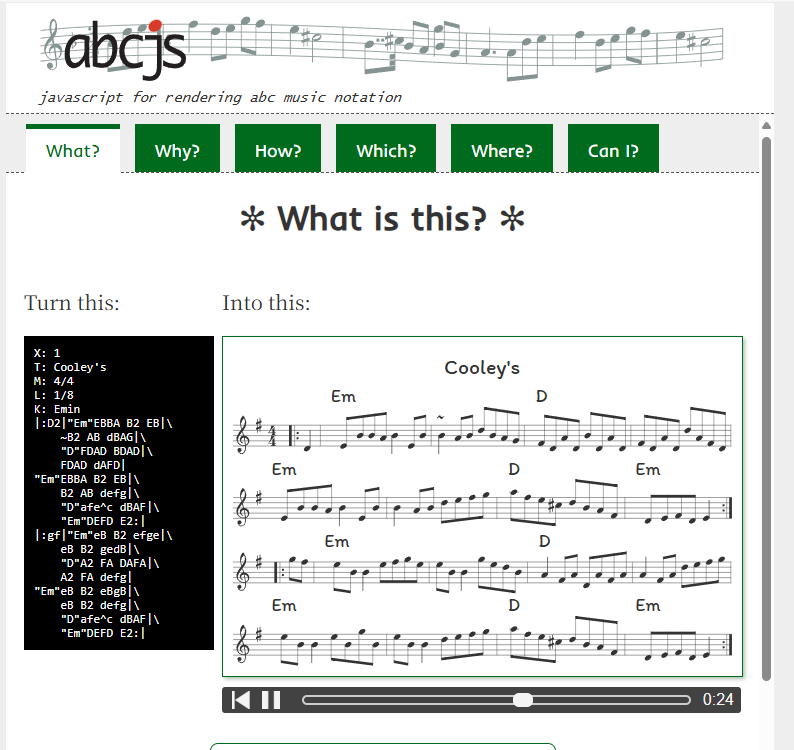 abcjs
javascript for rendering abc music notation
What? Why? How? Which? Where? Can I?
✲ What is this? ✲
Turn this: Into this:
X: 1
T: Cooley's
M: 4/4
L: 1/8
K: Emin
|:D2|"Em"EBBA B2 EB|\
~B2 AB dBAG|\
"D"FDAD BDAD|\
FDAD dAFD|
"Em"EBBA B2 EB|\
B2 AB defg|\
"D"afe^c dBAF|\
"Em"DEFD E2:|
|:gf|"Em"eB B2 efge|\
eB B2 gedB|\
"D"A2 FA DAFA|\
A2 FA defg|
"Em"eB B2 eBgB|\
eB B2 defg|\
"D"afe^c dBAF|\
"Em"DEFD E2:|
Cooley's
Em D
4
4
Em D Em
Em D
Em D Em
0:24